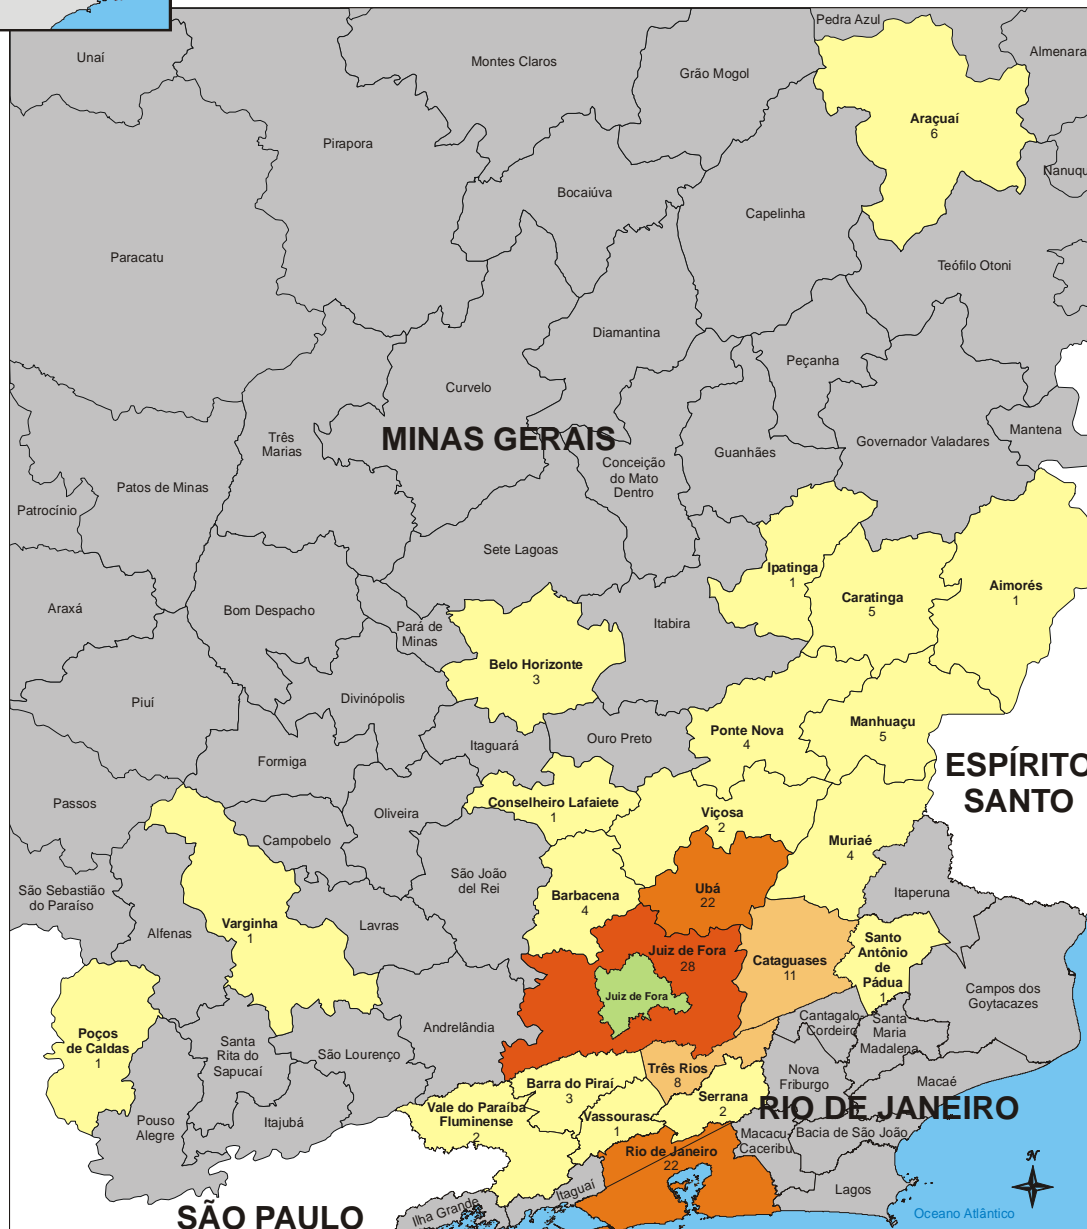 Pedra Azul
Unaí
Montes Claros
Grão Mogol
Almenara
Araçuaí
6
Pirapora
Nanuqu
Bocaiúva
Capelinha
Paracatu
Teófilo Otoni
Diamantina
Peçanha
Curvelo
MINAS GERAIS
Três
Marias
Governador Valadares
Mantena
Guanhães
Conceição
do Mato
Dentro
Patos de Minas
Patrocínio
Sete Lagoas
Ipatinga
1
Aimorés
1
Caratinga
5
Araxá
Bom Despacho
Pará de
Minas
Itabira
Belo Horizonte
3
Piuí
Divinópolis
Manhuaçu
5
Ponte Nova
4
Itaguará
Ouro Preto
Formiga
ESPÍRITO
SANTO
Passos
Conselheiro Lafaiete
1
Oliveira
Viçosa
2
Campobelo
Muriaé
4
São João
del Rei
São Sebastião
do Paraíso
Ubá
22
Itaperuna
Barbacena
4
Varginha
1
Lavras
Alfenas
Santo
Antônio
de
Pádua
1
Juiz de Fora
28
Cataguases
11
Campos dos
Goytacazes
Juiz de Fora
Cantagalo-
Cordeiro
Santa
Maria
Madalena
Andrelândia
Poços
de Caldas
1
Santa
Rita do
Sapucaí
São Lourenço
Três Rios
8
Nova
Friburgo
Barra do Piraí
3
Macaé
Serrana
2
RIO DE JANEIRO
Vale do Paraíba
Fluminense
2
Vassouras
1
Pouso
Alegre
Itajubá
Macacu-
Caceribu
Bacia de São João
Rio de Janeiro
22
Itaguaí
Lagos
N
Ilha Grande
SÃO PAULO
Oceano Atlântico